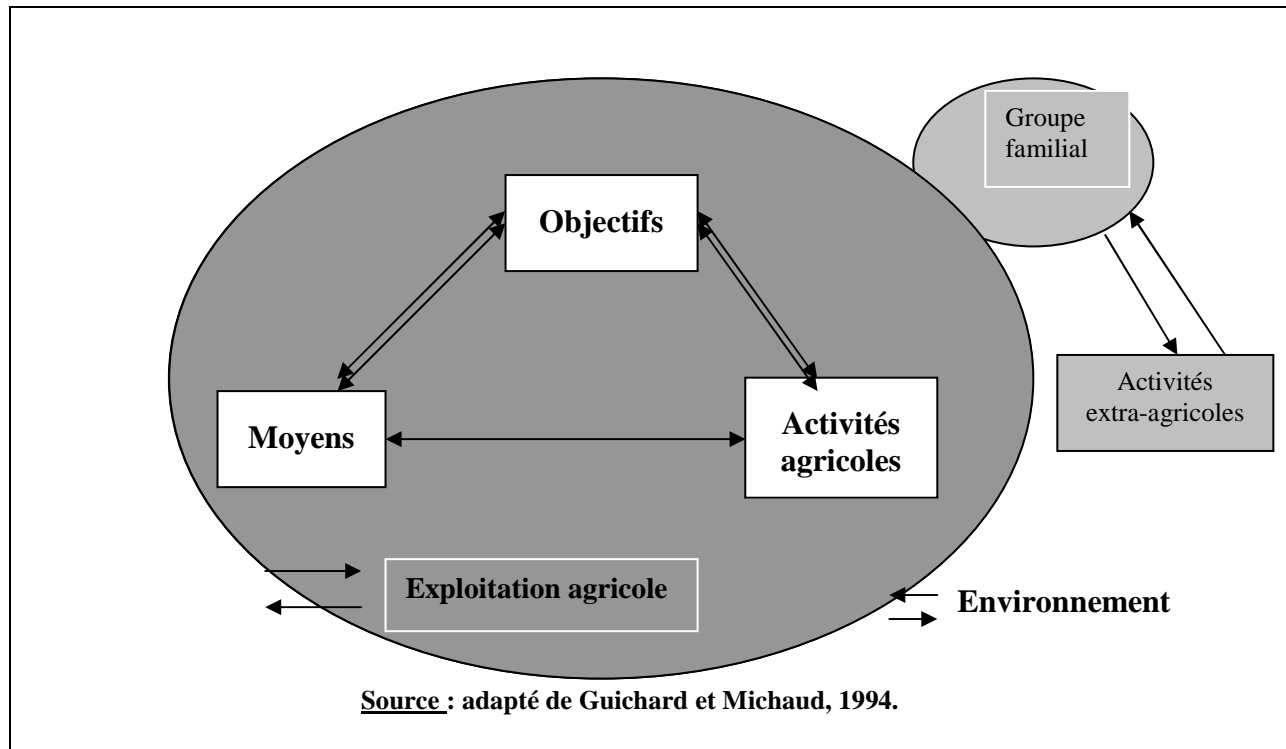 Groupe
familial
Objectifs
Activités
extra-agricoles
Moyens
Activités
agricoles
Exploitation agricole
Environnement
Source : adapté de Guichard et Michaud, 1994.